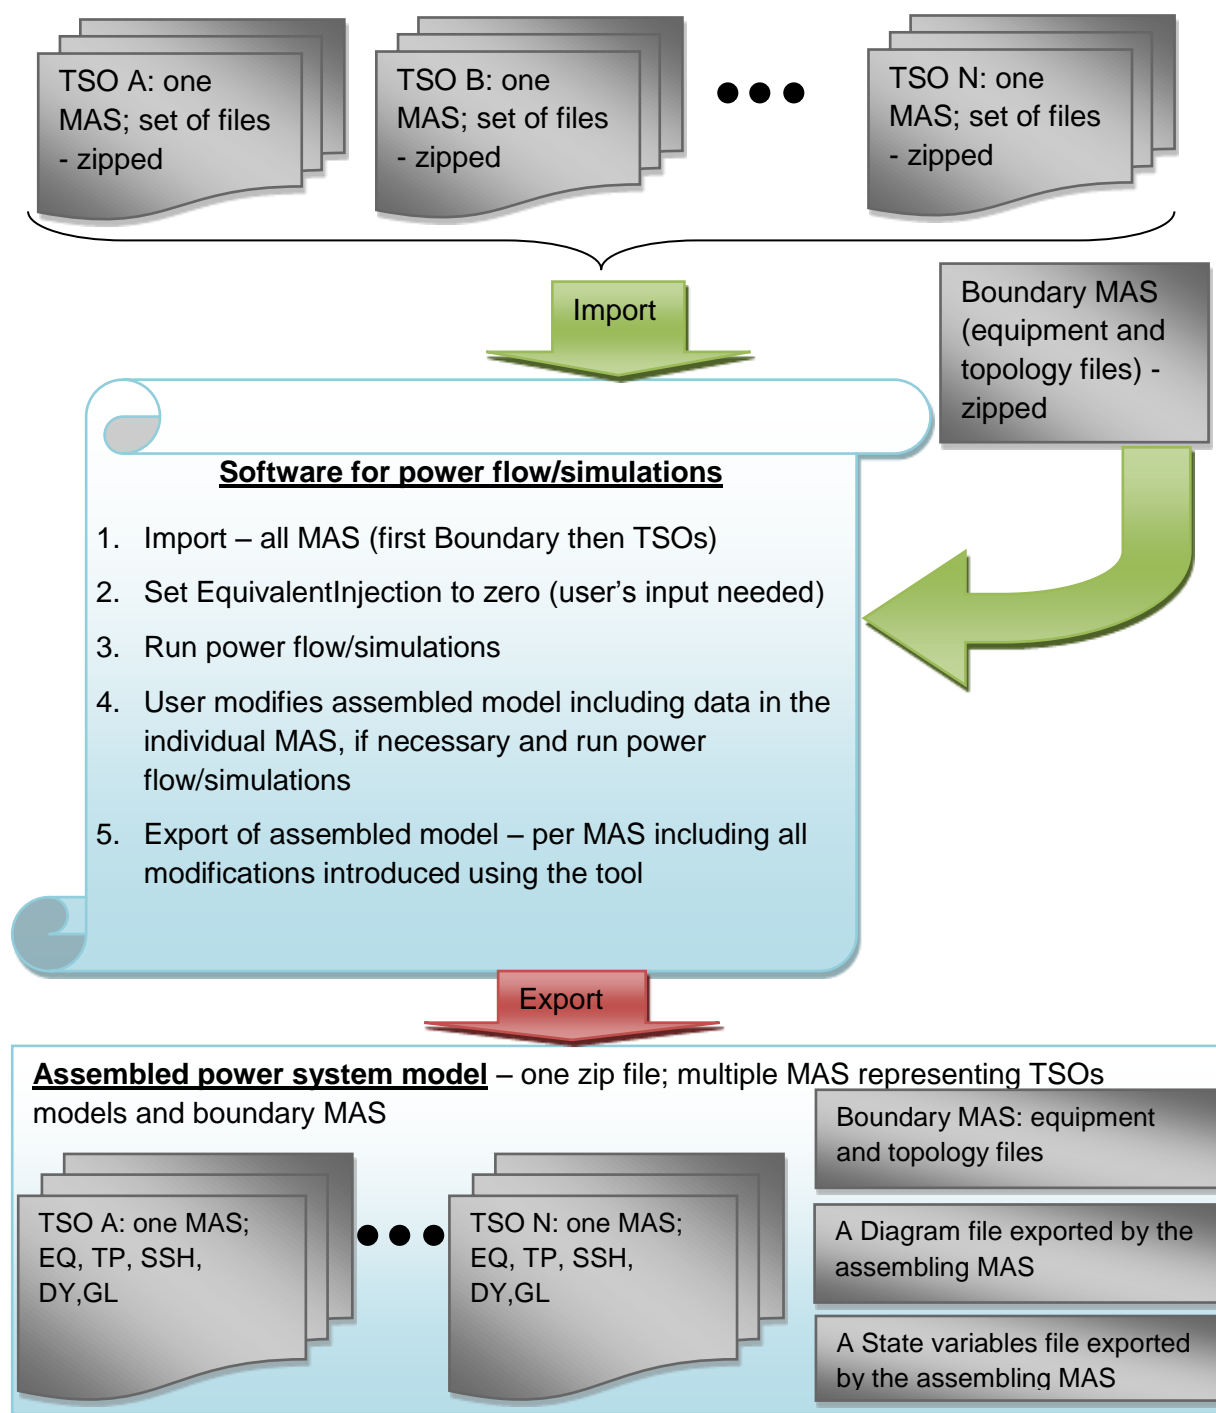 TSO A: one
MAS; set of files
- zipped
TSO B: one
MAS; set of files
- zipped
TSO N: one
MAS; set of files
- zipped
Import
Boundary MAS
(equipment and
topology files) -
zipped
Software for power flow/simulations
1. Import – all MAS (first Boundary then TSOs)
2. Set EquivalentInjection to zero (user's input needed)
3. Run power flow/simulations
4. User modifies assembled model including data in the
individual MAS, if necessary and run power
flow/simulations
5. Export of assembled model – per MAS including all
modifications introduced using the tool
Export
Assembled power system model – one zip file; multiple MAS representing TSOs
models and boundary MAS
TSO A: one MAS;
EQ, TP, SSH,
DY,GL
TSO N: one MAS;
EQ, TP, SSH,
DY,GL
Boundary MAS: equipment
and topology files
A Diagram file exported by the
assembling MAS
A State variables file exported
by the assembling MAS